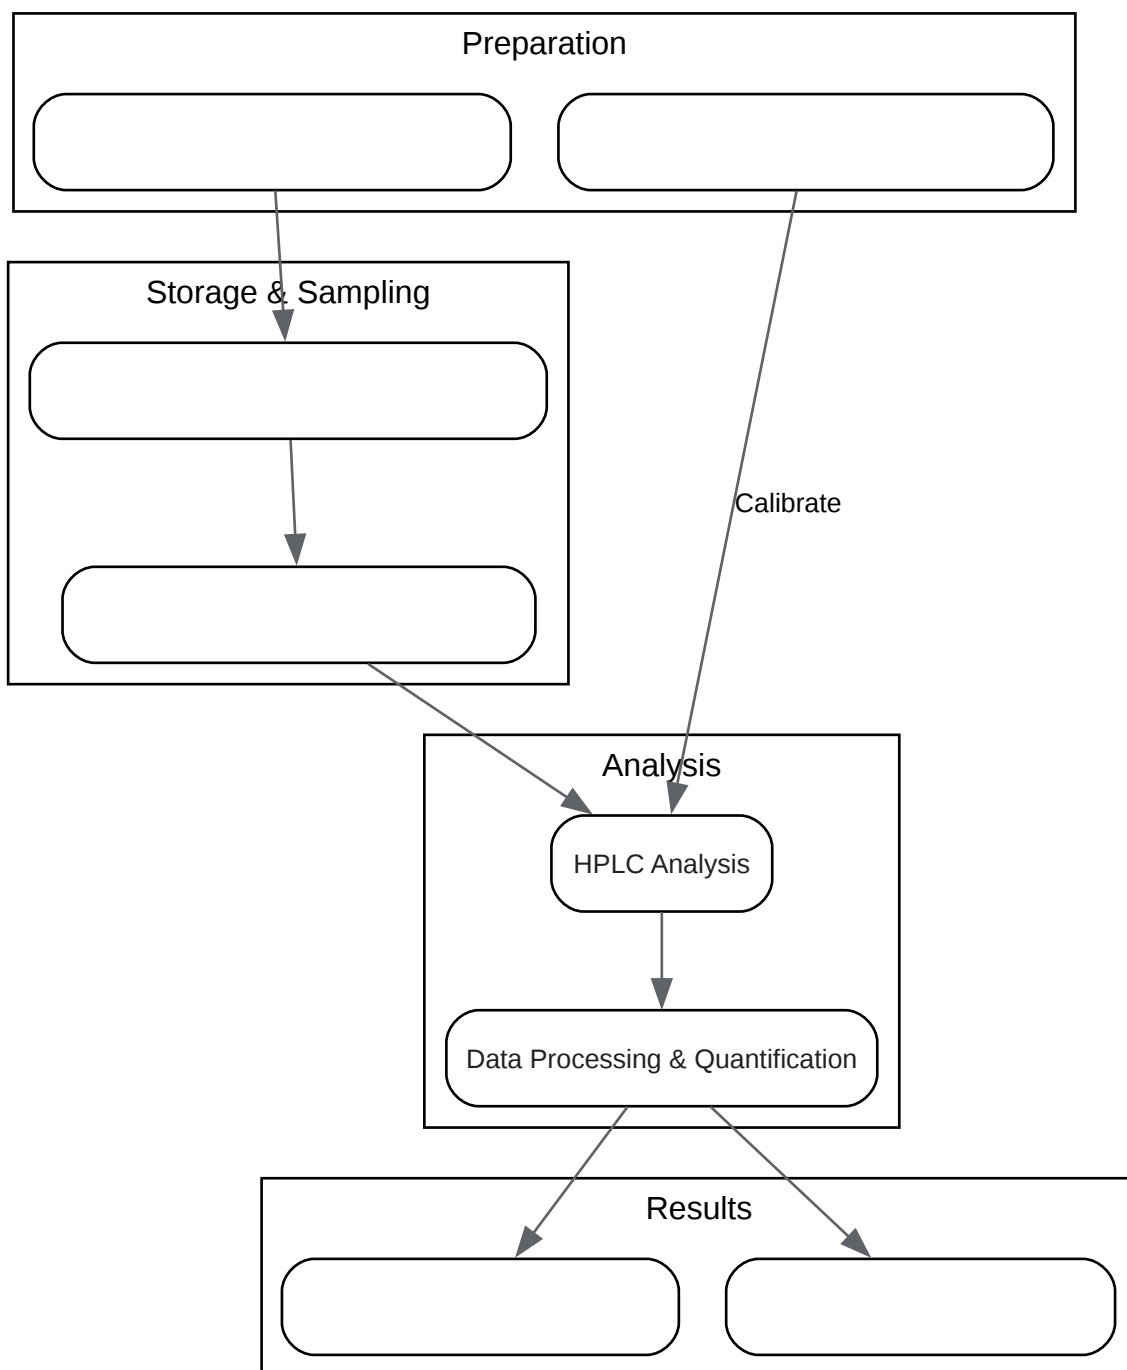 Preparation
Storage & Sampling
Calibrate
Analysis
HPLC Analysis
Data Processing & Quantification
Results